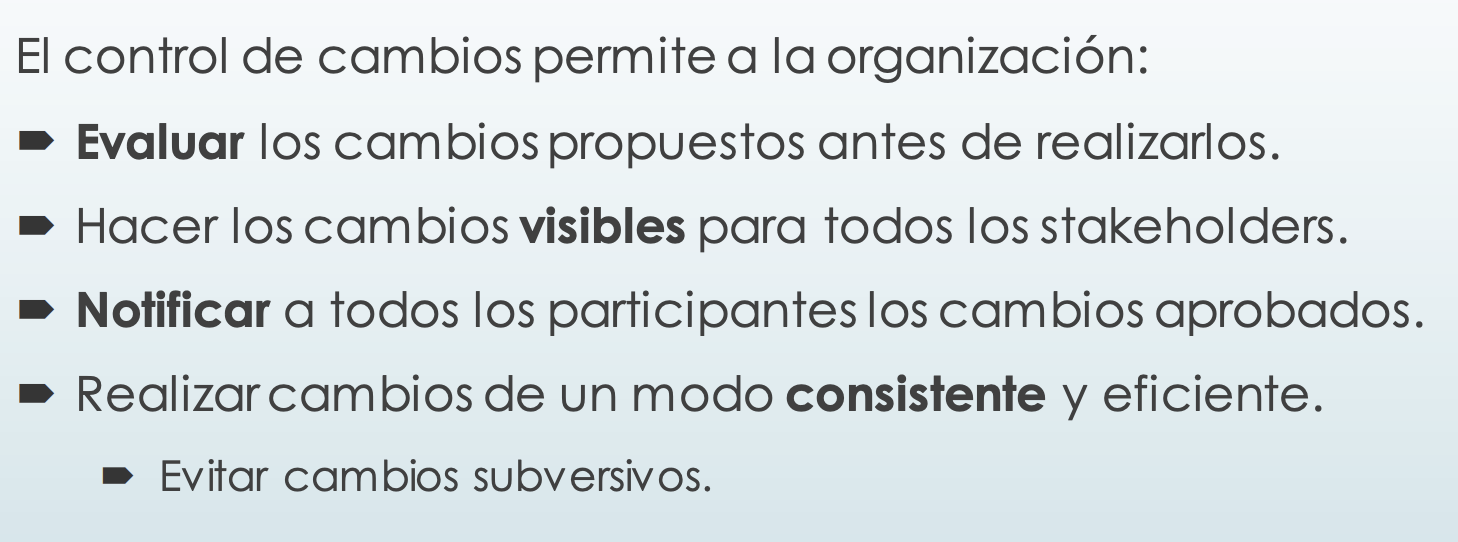 El control de cambios permite a la organización:
Evaluar los cambios propuestos antes de realizarlos.
Hacer los cambios visibles para todos los stakeholders.
Notificar a todos los participantes los cambios aprobados.
Realizar cambios de un modo consistente y eficiente.
Evitar cambios subversivos.